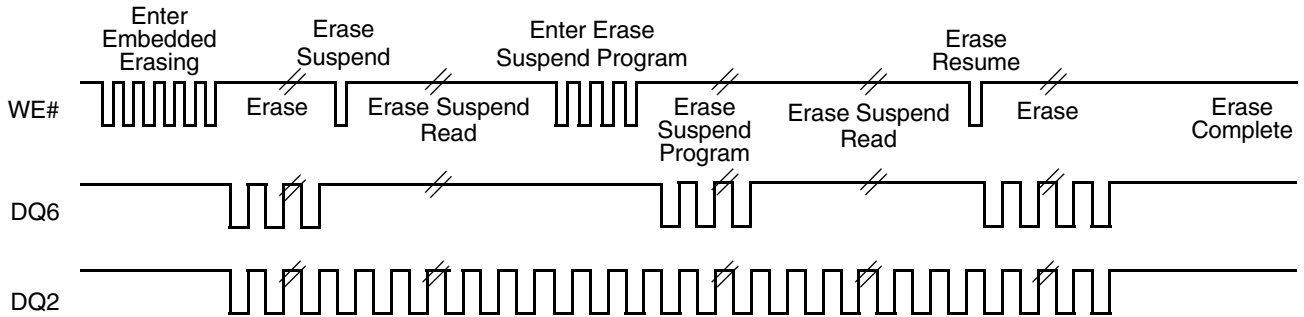 Enter
Embedded
Erasing
Erase
Suspend
Enter Erase
Suspend Program
Erase
Resume
WE#
Erase
Erase Suspend
Read
Erase
Suspend
Program
Erase Suspend
Read
Erase
Erase
Complete
DQ6
DQ2